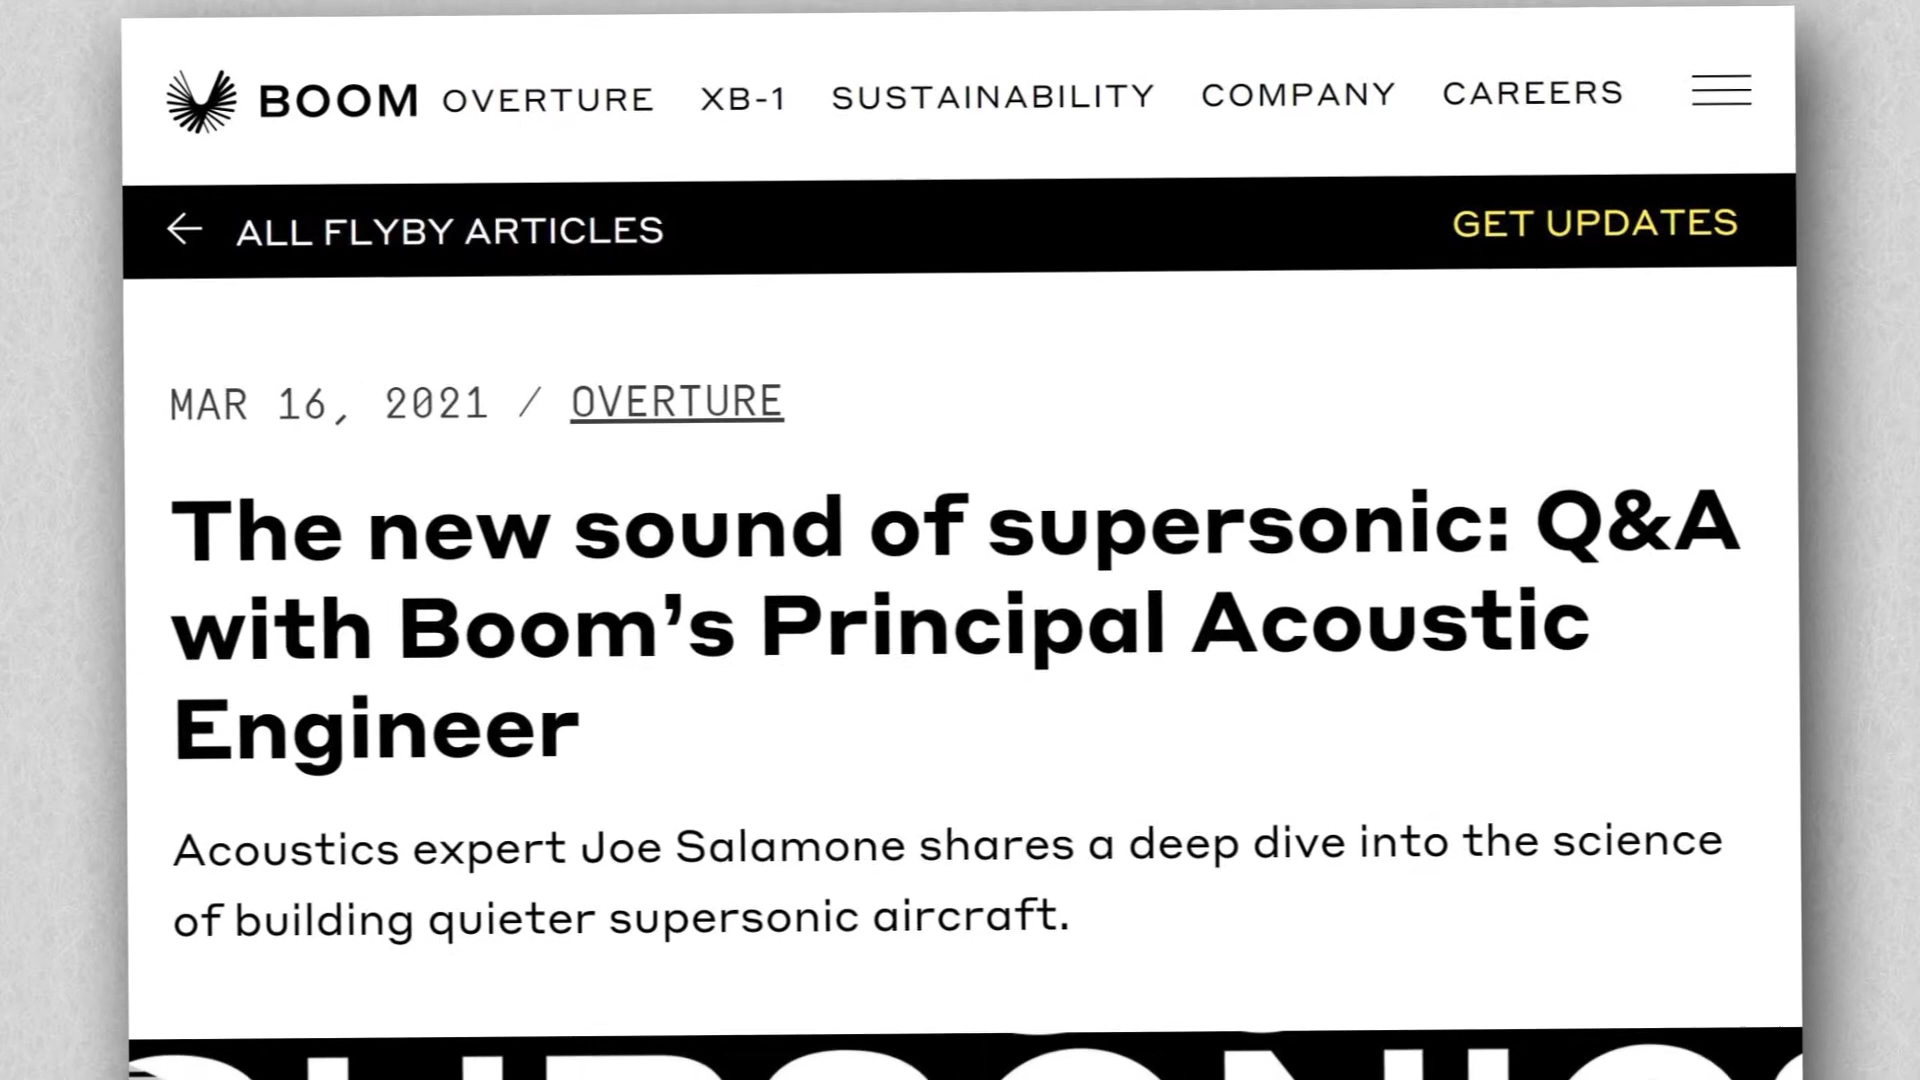 BOOM OVERTURE XB-1 SUSTAINABILITY COMPANY CAREERS
ALL FLYBY ARTICLES GET UPDATES
MAR 16, 2021 / OVERTURE
The new sound of supersonic: Q&A
with Boom’s Principal Acoustic
Engineer
Acoustics expert Joe Salamone shares a deep dive into the science
of building quieter supersonic aircraft.